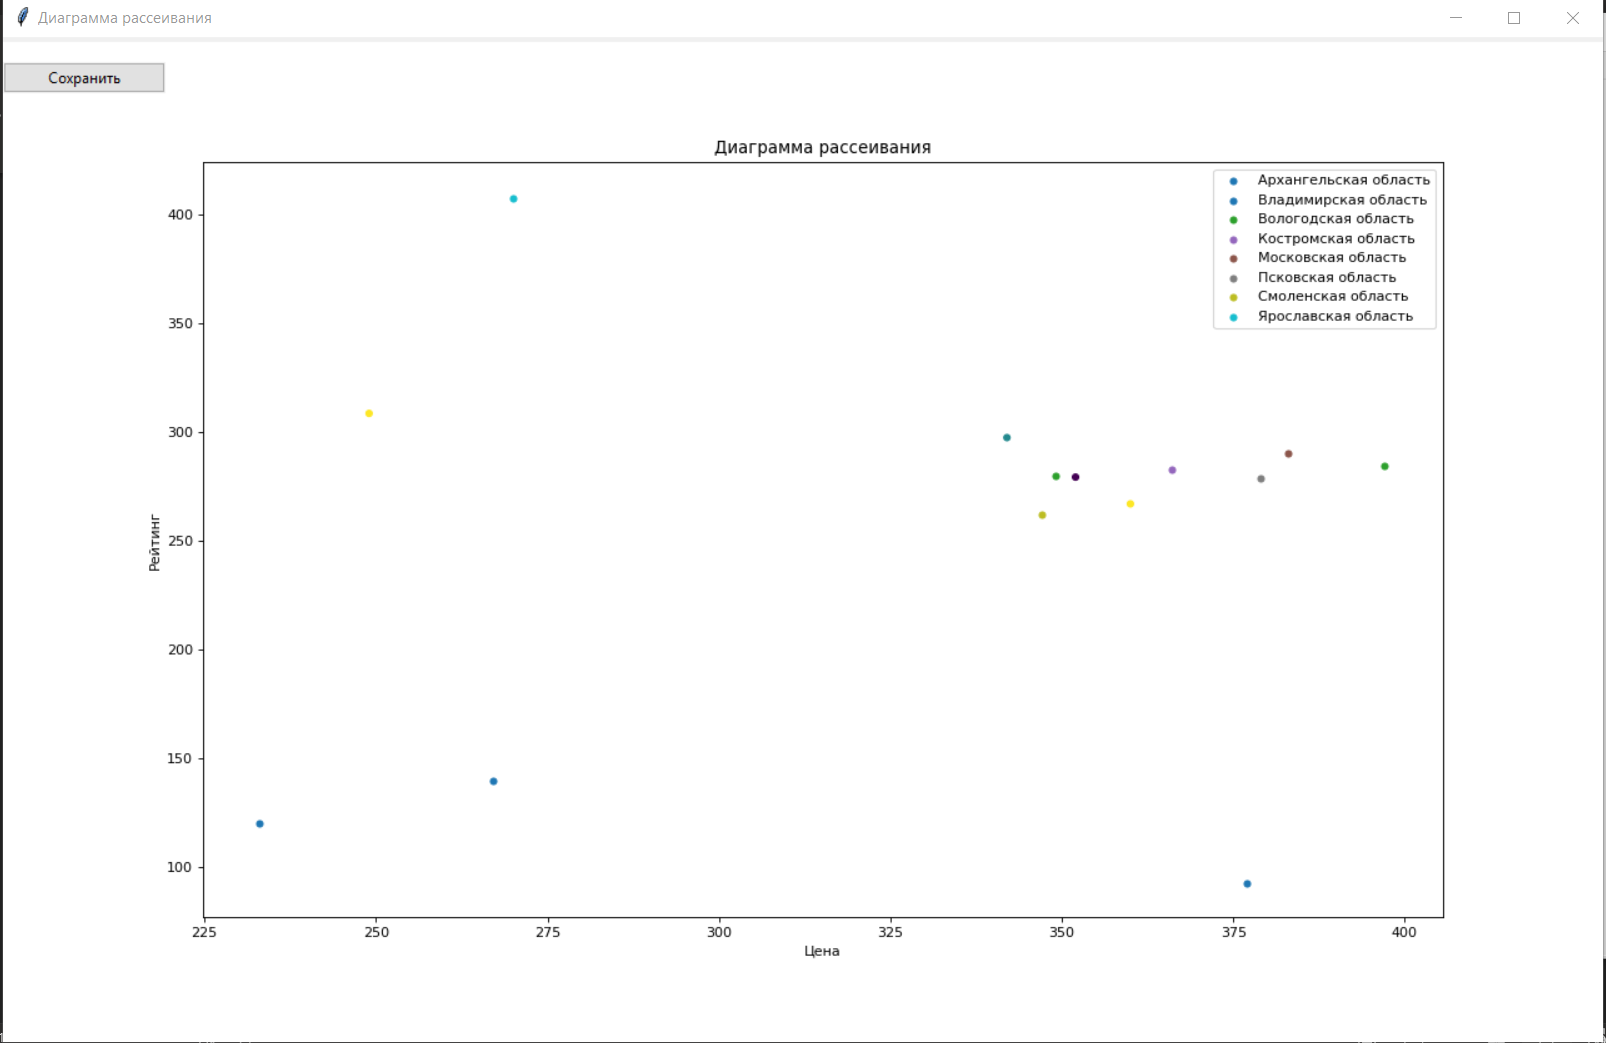 Диаграмма рассеивания
Сохранить
Диаграмма рассеивания
Архангельская область
Владимирская область
Вологодская область
Костромская область
Московская область
Псковская область
Смоленская область
Ярославская область
400
350
300
250
200
150
100
Рейтинг
225 250 275 300 325 350 375 400
Цена